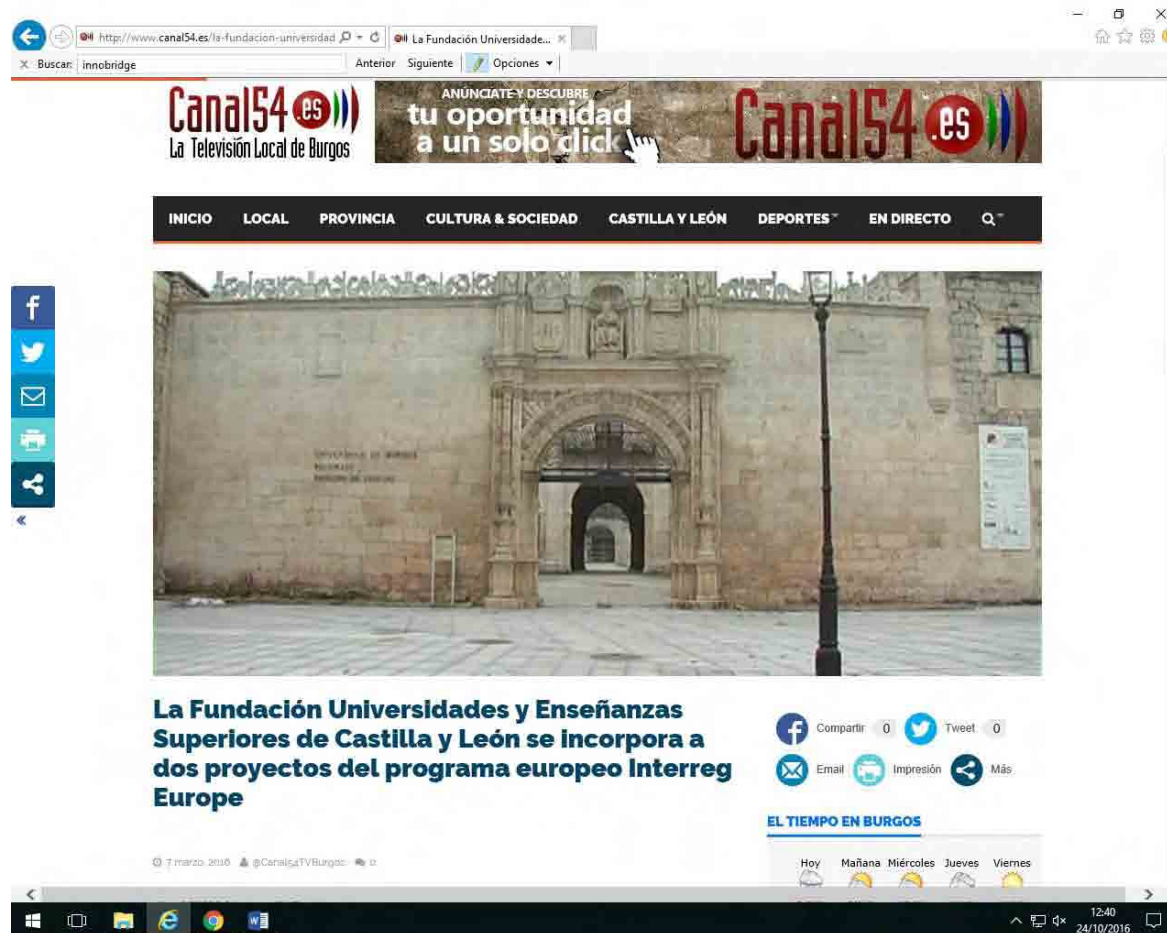 http://www.canal54.es/la-fundacion-universidad
La Fundación Universidade...
Buscar: innobridge Anterior Siguiente Opciones
Canal54.es
La Televisión Local de Burgos
ANÚNCIATE Y DESCUBRE
tu oportunidad
a un solo click
Canal54.es
INICIO LOCAL PROVINCIA CULTURA & SOCIEDAD CASTILLA Y LEÓN DEPORTES EN DIRECTO
UNIVERSIDAD DE BURGOS
La Fundación Universidades y Enseñanzas
Superiores de Castilla y León se incorpora a
dos proyectos del programa europeo Interreg
Europe
7 marzo, 2016 @Canal54TVBurgos 0
Compartir 0 Tweet 0
Email Impresión Más
EL TIEMPO EN BURGOS
Hoy Mañana Miércoles Jueves Viernes
12:40
24/10/2016